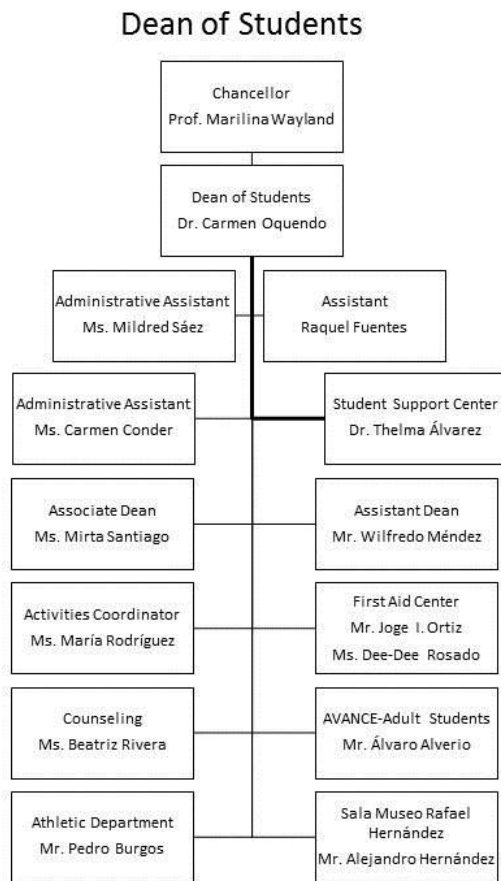 Dean of Students
Chancellor
Prof. Marilina Wayland
Dean of Students
Dr. Carmen Oquendo
Administrative Assistant
Ms. Mildred Sáez
Assistant
Raquel Fuentes
Administrative Assistant
Ms. Carmen Conder
Student Support Center
Dr. Thelma Álvarez
Associate Dean
Ms. Mirta Santiago
Assistant Dean
Mr. Wilfredo Méndez
Activities Coordinator
Ms. María Rodríguez
First Aid Center
Mr. Joge I. Ortiz
Ms. Dee-Dee Rosado
Counseling
Ms. Beatriz Rivera
AVANCE-Adult Students
Mr. Álvaro Alverio
Athletic Department
Mr. Pedro Burgos
Sala Museo Rafael
Hernández
Mr. Alejandro Hernández